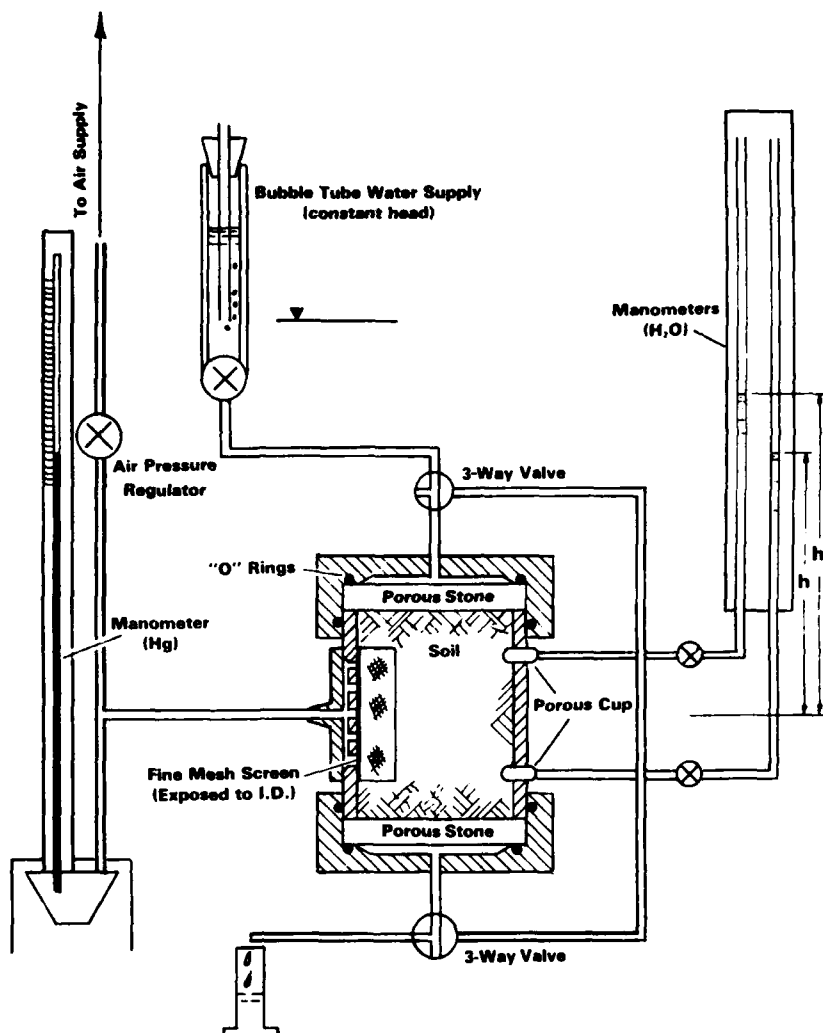 To Air Supply
Bubble Tube Water Supply
(constant head)
Manometers
(H,O)
Air Pressure
Regulator
3-Way Valve
"O" Rings
Porous Stone
h
h
Manometer
(Hg)
Soil
Porous Cup
Fine Mesh Screen
(Exposed to I.D.)
Porous Stone
3-Way Valve